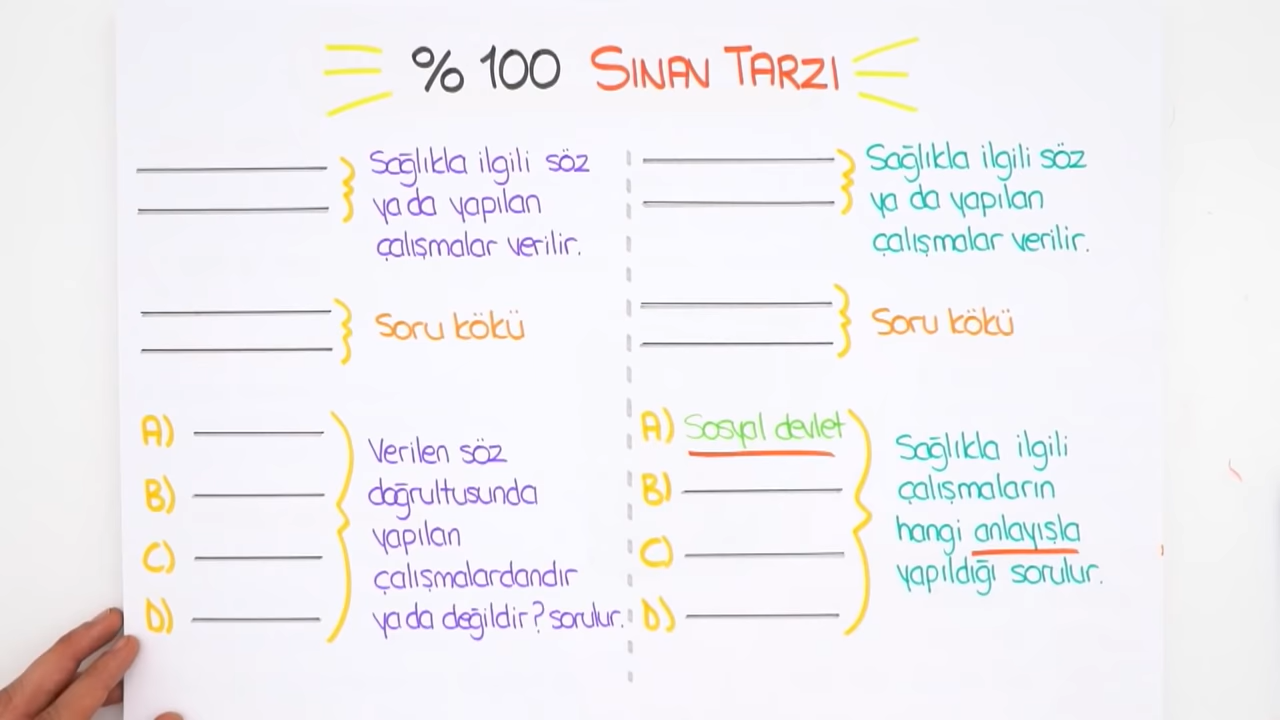 % 100 SINAN TARZI
Sağlıkla ilgili söz
ya da yapılan
çalışmalar verilir.
Soru kökü
A)
B)
C)
D)
Verilen söz
doğrultusunda
yapılan
çalışmalardandır
ya da değildir? sorulur.
Sağlıkla ilgili söz
ya da yapılan
çalışmalar verilir.
Soru kökü
A) Sosyal devlet
B)
C)
D)
Sağlıkla ilgili
çalışmaların
hangi anlayışla
yapıldığı sorulur.